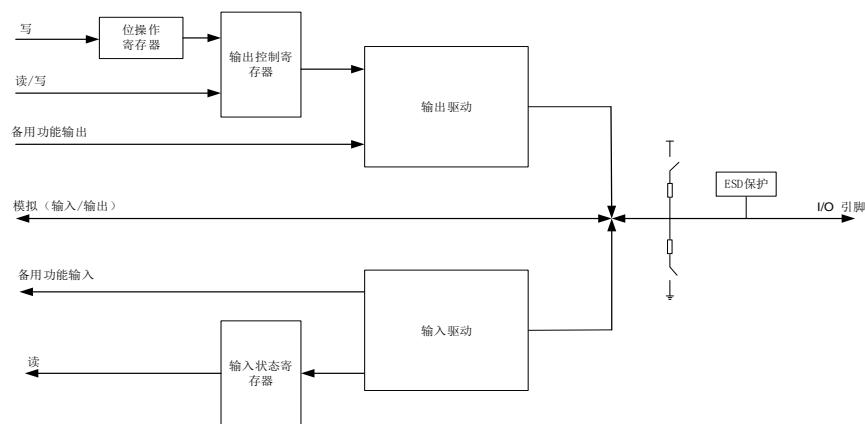 写
位操作
寄存器
输出控制寄
存器
读/写
输出驱动
备用功能输出
ESD保护
模拟（输入/输出）
I/O 引脚
备用功能输入
输入驱动
读
输入状态寄
存器